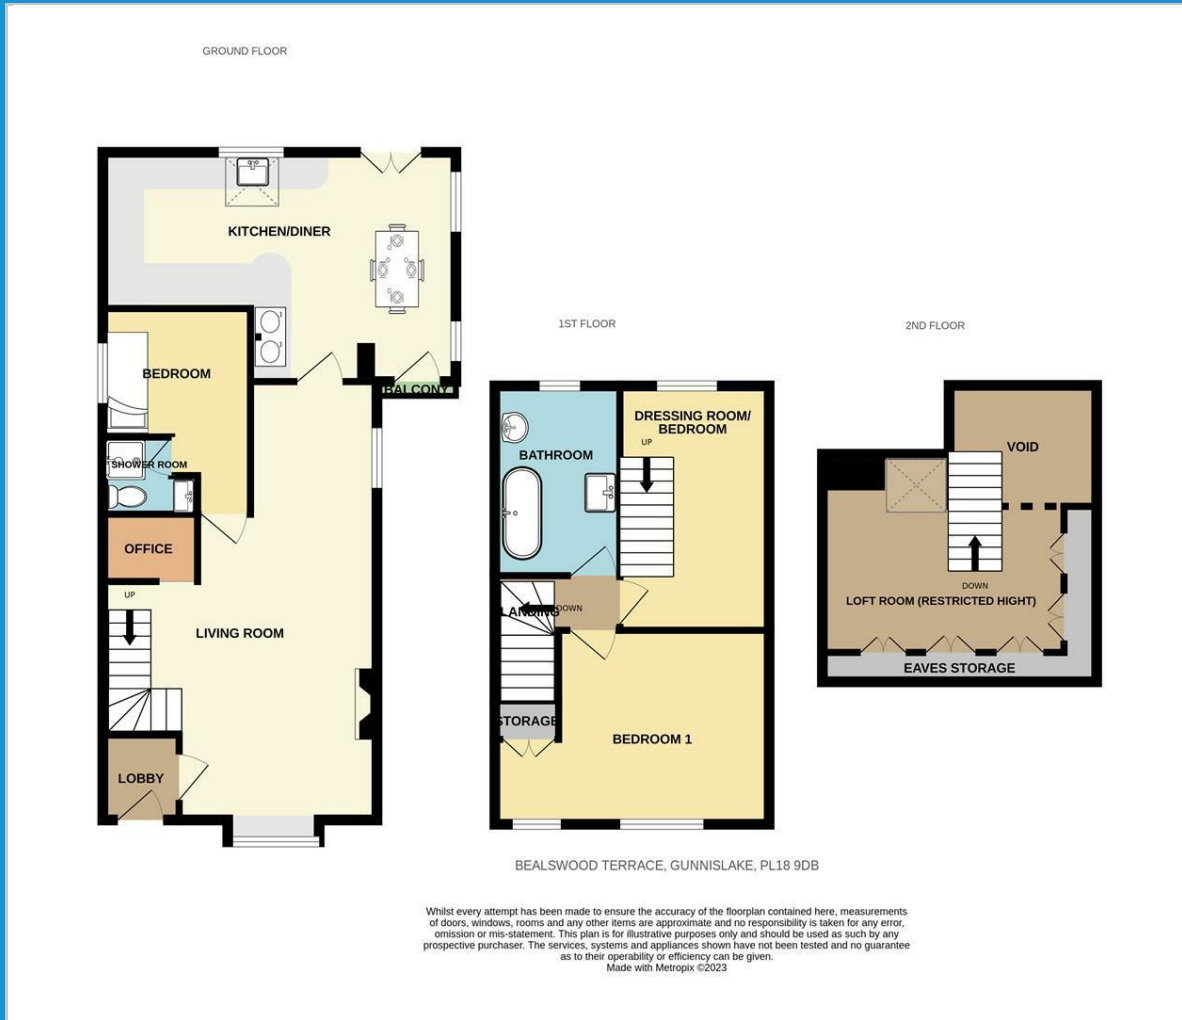 GROUND FLOOR
KITCHEN/DINER
BEDROOM
BALCONY
SHOWER ROOM
OFFICE
UP
LIVING ROOM
LOBBY
1ST FLOOR
DRESSING ROOM/
BEDROOM
UP
BATHROOM
LANDING
DOWN
STORAGE
BEDROOM 1
2ND FLOOR
VOID
DOWN
LOFT ROOM (RESTRICTED HIGHT)
EAVES STORAGE
BEALSWOOD TERRACE, GUNNISLAKE, PL18 9DB
Whilst every attempt has been made to ensure the accuracy of the floorplan contained here, measurements
of doors, windows, rooms and any other items are approximate and no responsibility is taken for any error,
omission or mis-statement. This plan is for illustrative purposes only and should be used as such by any
prospective purchaser. The services, systems and appliances shown have not been tested and no guarantee
as to their operability or efficiency can be given.
Made with Metropix ©2023